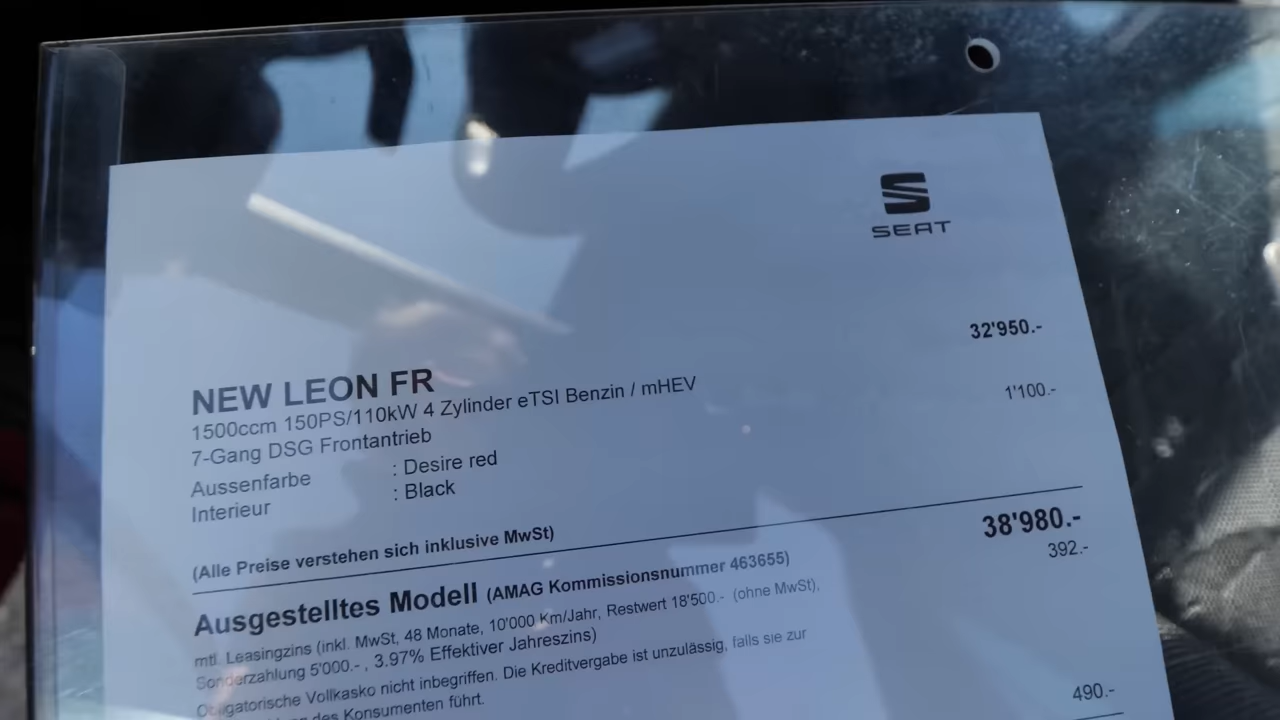 SEAT
NEW LEON FR 32'950.-
1500ccm 150PS/110kW 4 Zylinder eTSI Benzin / mHEV
7-Gang DSG Frontantrieb
Aussenfarbe : Desire red 1'100.-
Interieur : Black
(Alle Preise verstehen sich inklusive MwSt)
Ausgestelltes Modell (AMAG Kommissionsnummer 463655) 38'980.-
mtl. Leasingzins (inkl. MwSt, 48 Monate, 10'000 Km/Jahr, Restwert 18'500.- (ohne MwSt), 392.-
Sonderzahlung 5'000.- , 3.97% Effektiver Jahreszins)
Obligatorische Vollkasko nicht inbegriffen. Die Kreditvergabe ist unzulässig, falls sie zur
des Konsumenten führt.
490.-